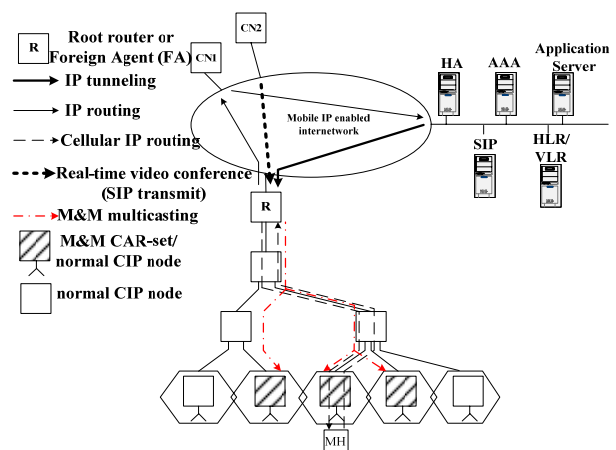 R
Root router or
Foreign Agent (FA)
IP tunneling
IP routing
Cellular IP routing
Real-time video conference
(SIP transmit)
M&M multicasting
M&M CAR-set/
normal CIP node
normal CIP node
CN2
CN1
Mobile IP enabled
internetwork
HA
AAA
Application
Server
SIP
HLR/
VLR
R
MH